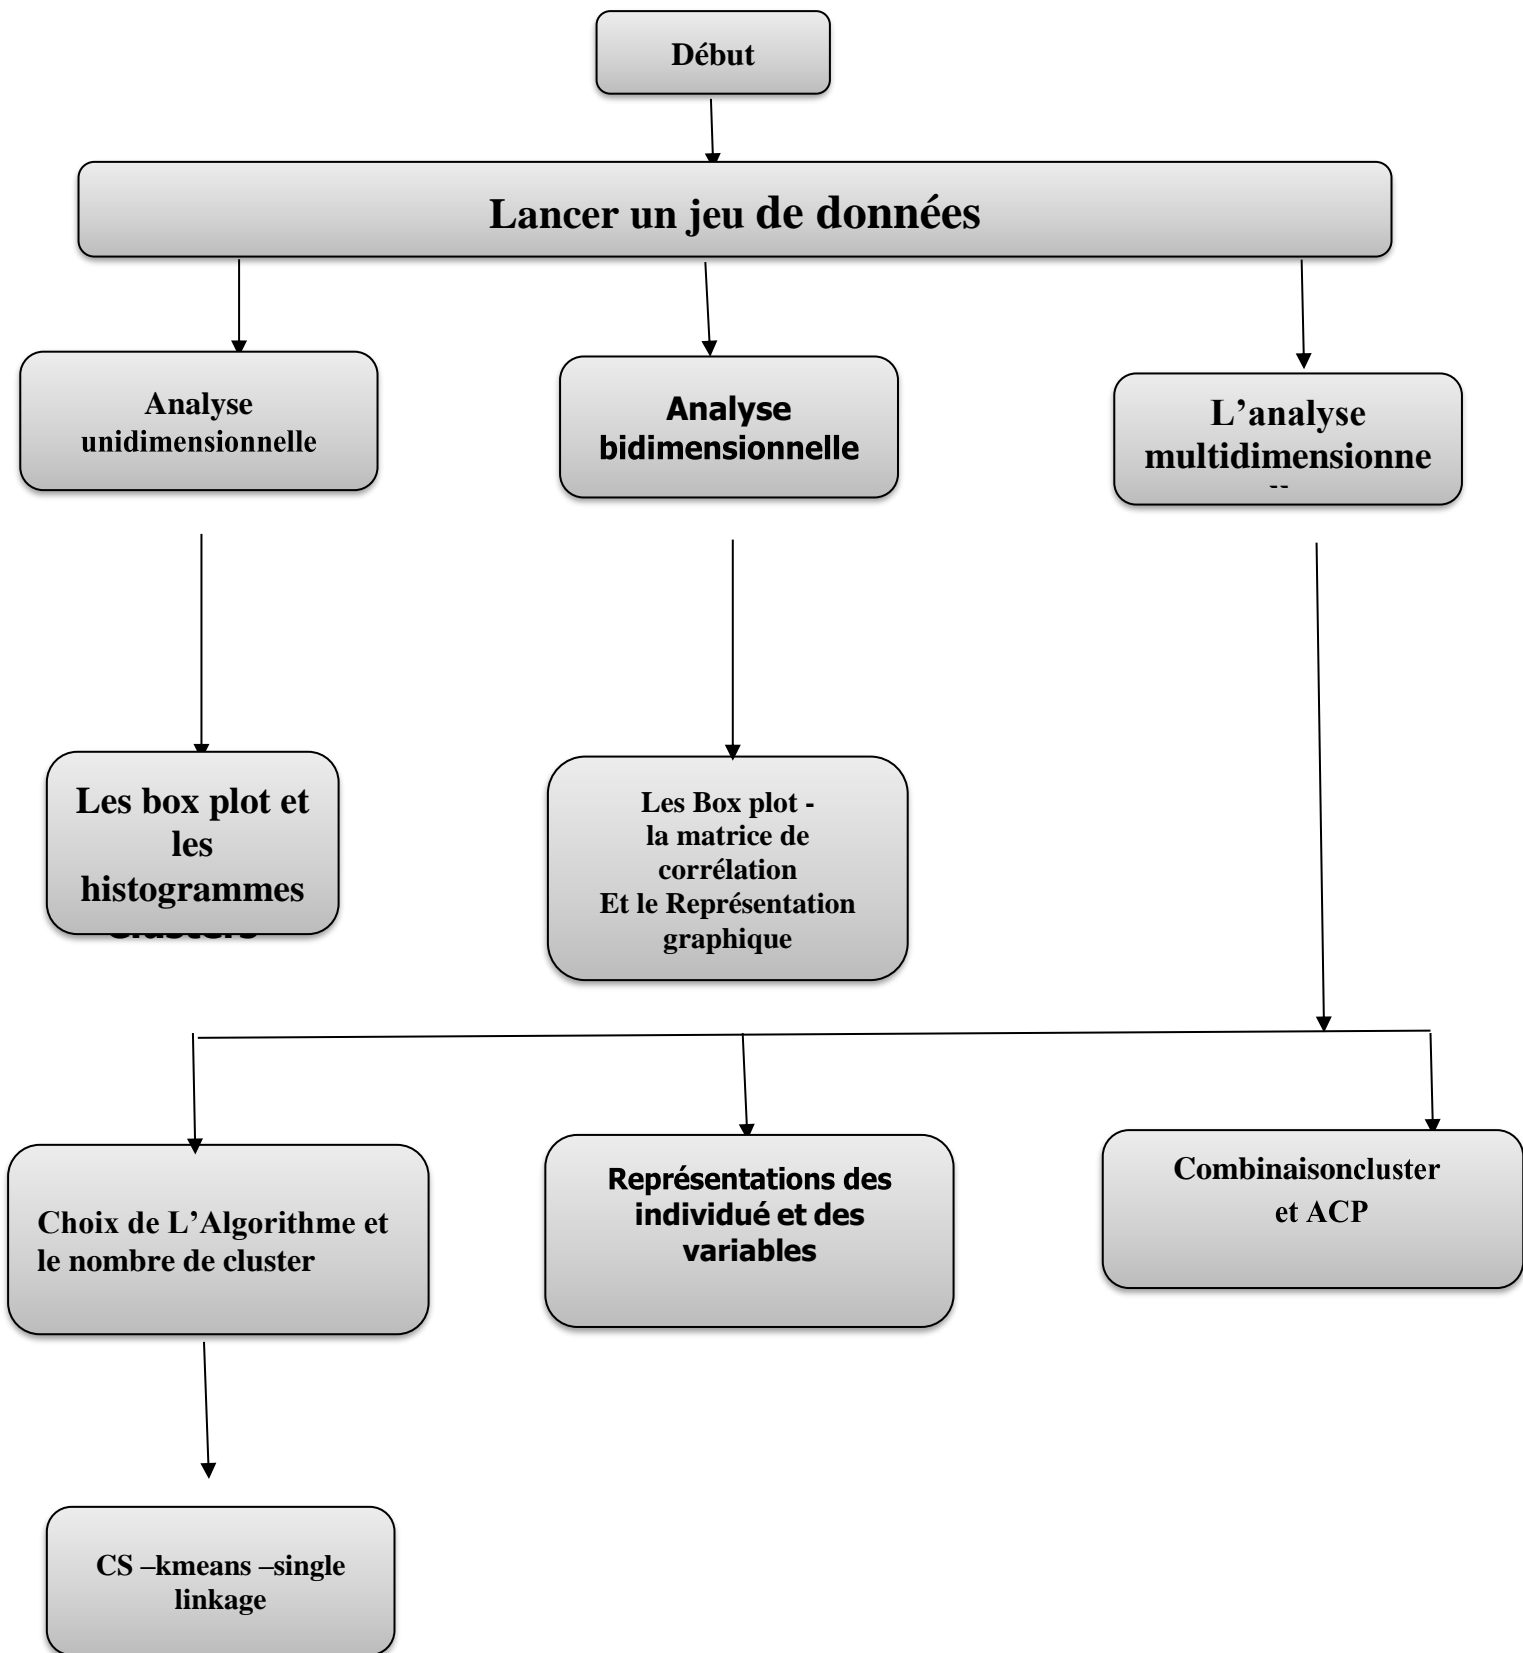 Début
Lancer un jeu de données
Analyse
unidimensionnelle
Analyse
bidimensionnelle
L’analyse
multidimensionne
Les box plot et
les
histogrammes
Les Box plot -
la matrice de
corrélation
Et le Représentation
graphique
Choix de L’Algorithme et
le nombre de cluster
Représentations des
individué et des
variables
Combinaisoncluster
et ACP
CS –kmeans –single
linkage